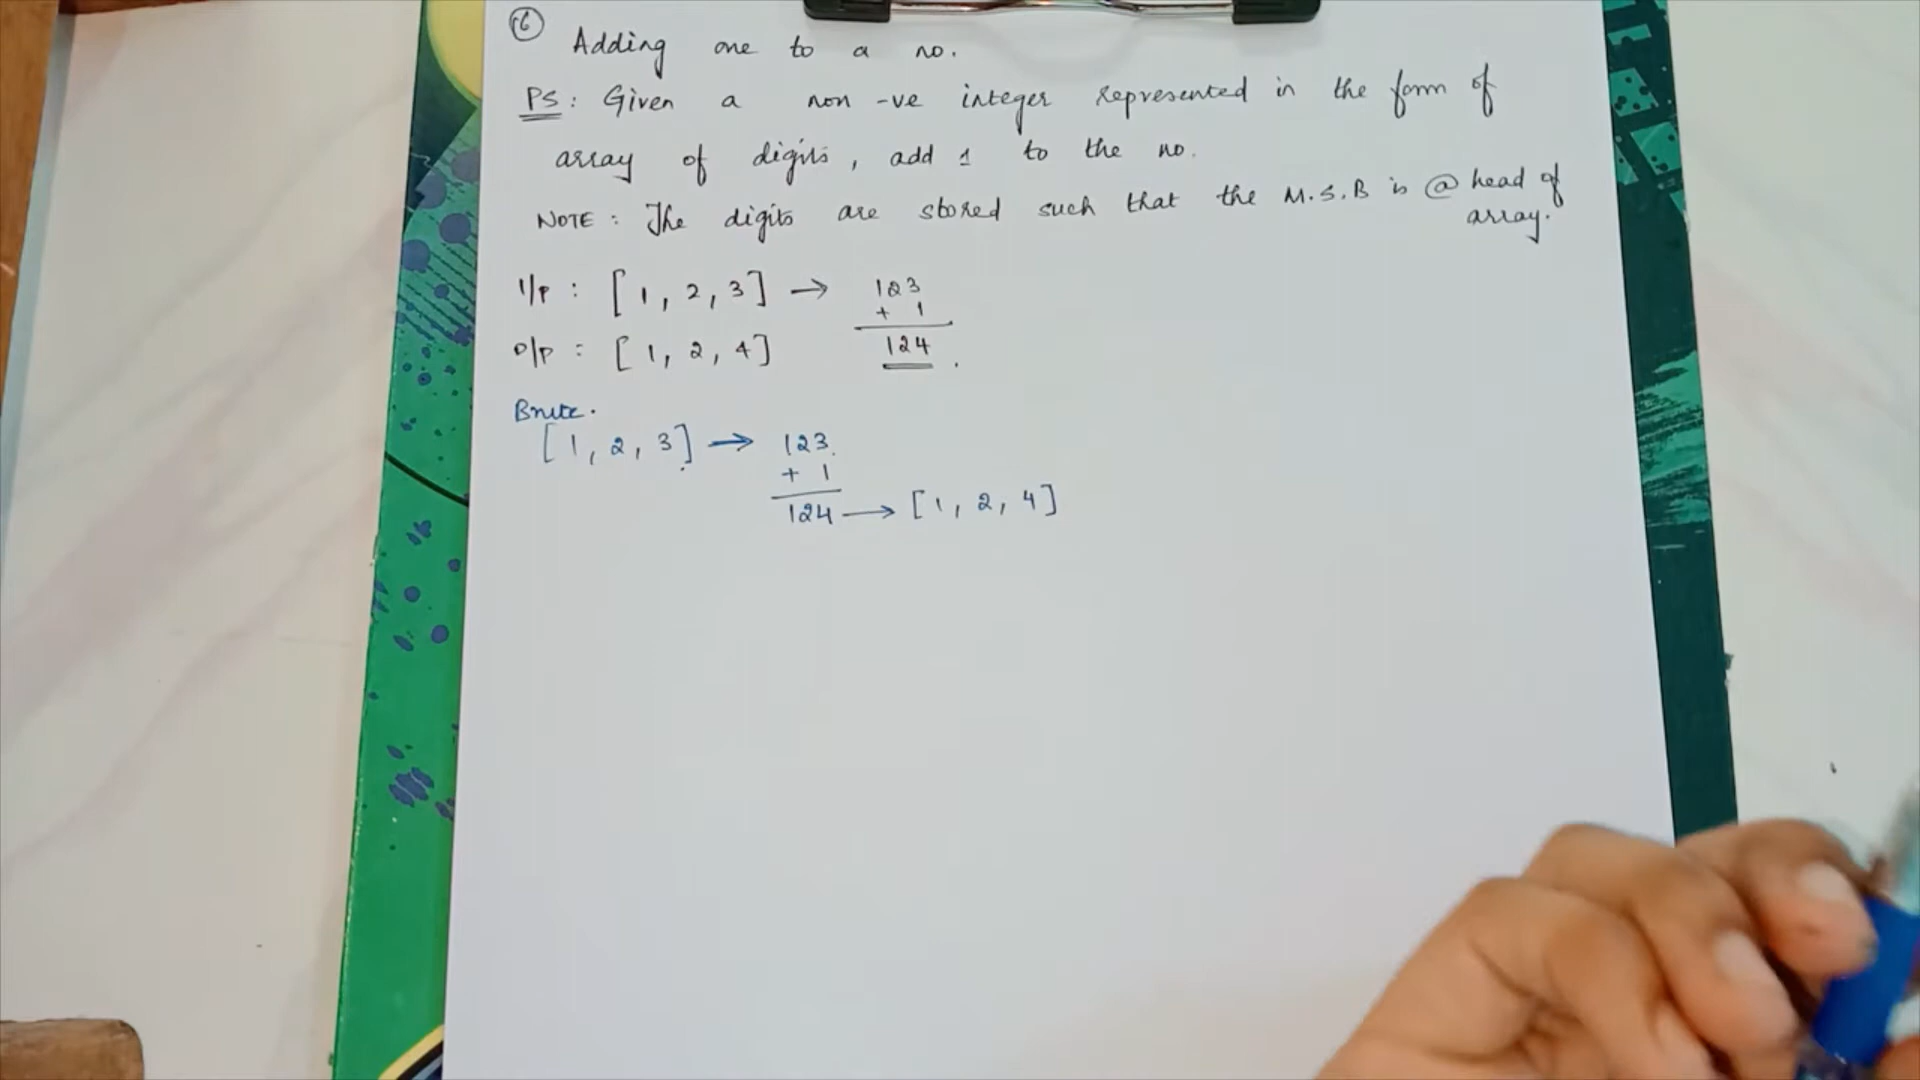 6
Adding one to a no.
PS: Given a non -ve integer represented in the form of
array of digits, add 1 to the no.
NOTE: The digits are stored such that the M.S.B is @ head of
array.
I/P : [1, 2, 3] → 123
+ 1
O/P : [1, 2, 4] 124.
Brute.
[1, 2, 3] → 123.
+ 1
124 → [1, 2, 4]